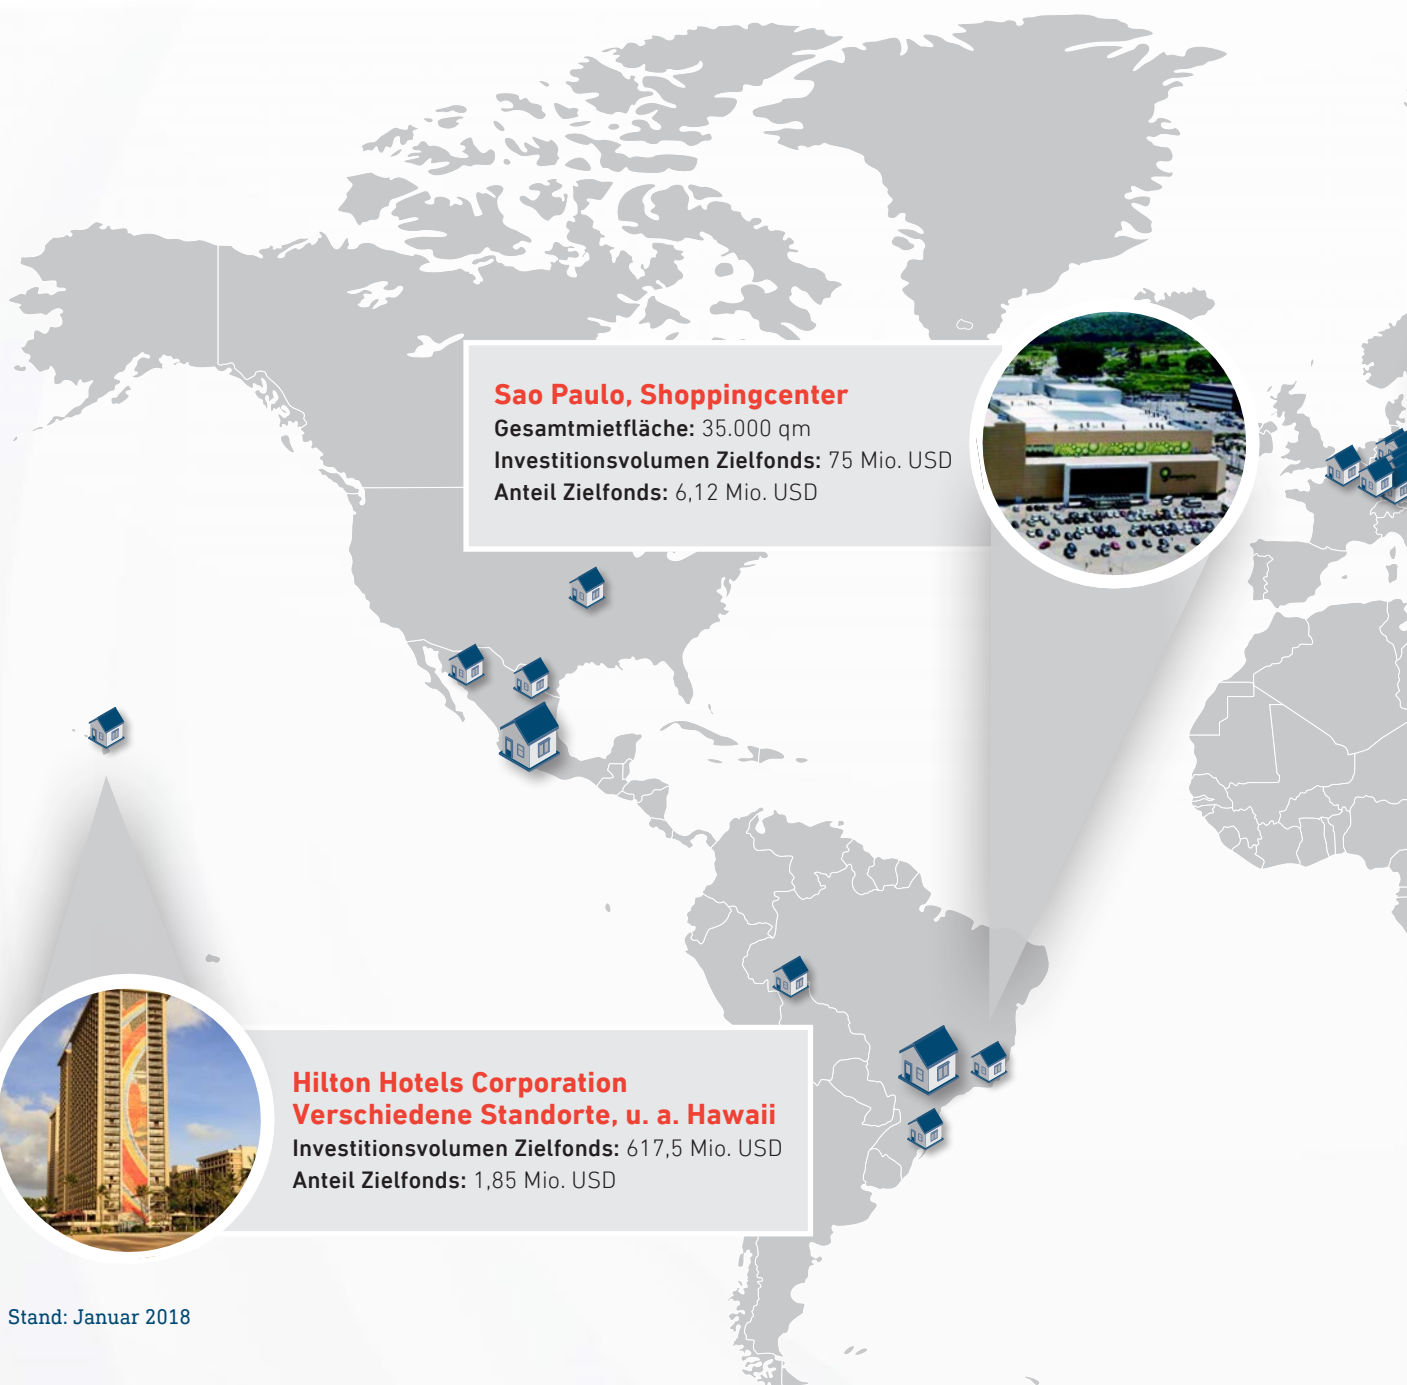 Sao Paulo, Shoppingcenter
Gesamtmietfläche: 35.000 qm
Investitionsvolumen Zielfonds: 75 Mio. USD
Anteil Zielfonds: 6,12 Mio. USD
Hilton Hotels Corporation
Verschiedene Standorte, u. a. Hawaii
Investitionsvolumen Zielfonds: 617,5 Mio. USD
Anteil Zielfonds: 1,85 Mio. USD
Stand: Januar 2018